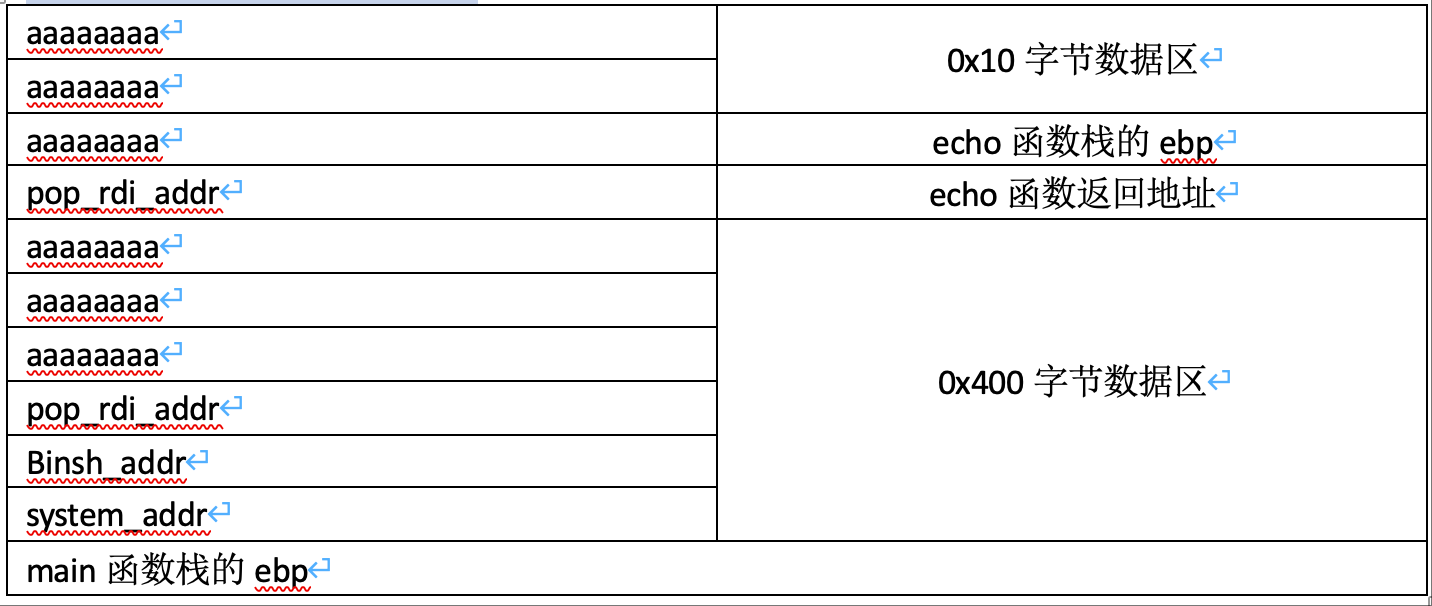 aaaaaaaa
0x10 字节数据区
aaaaaaaa
aaaaaaaa
echo 函数栈的 ebp
pop_rdi_addr
echo 函数返回地址
aaaaaaaa
aaaaaaaa
aaaaaaaa
0x400 字节数据区
pop_rdi_addr
Binsh_addr
system_addr
main 函数栈的 ebp